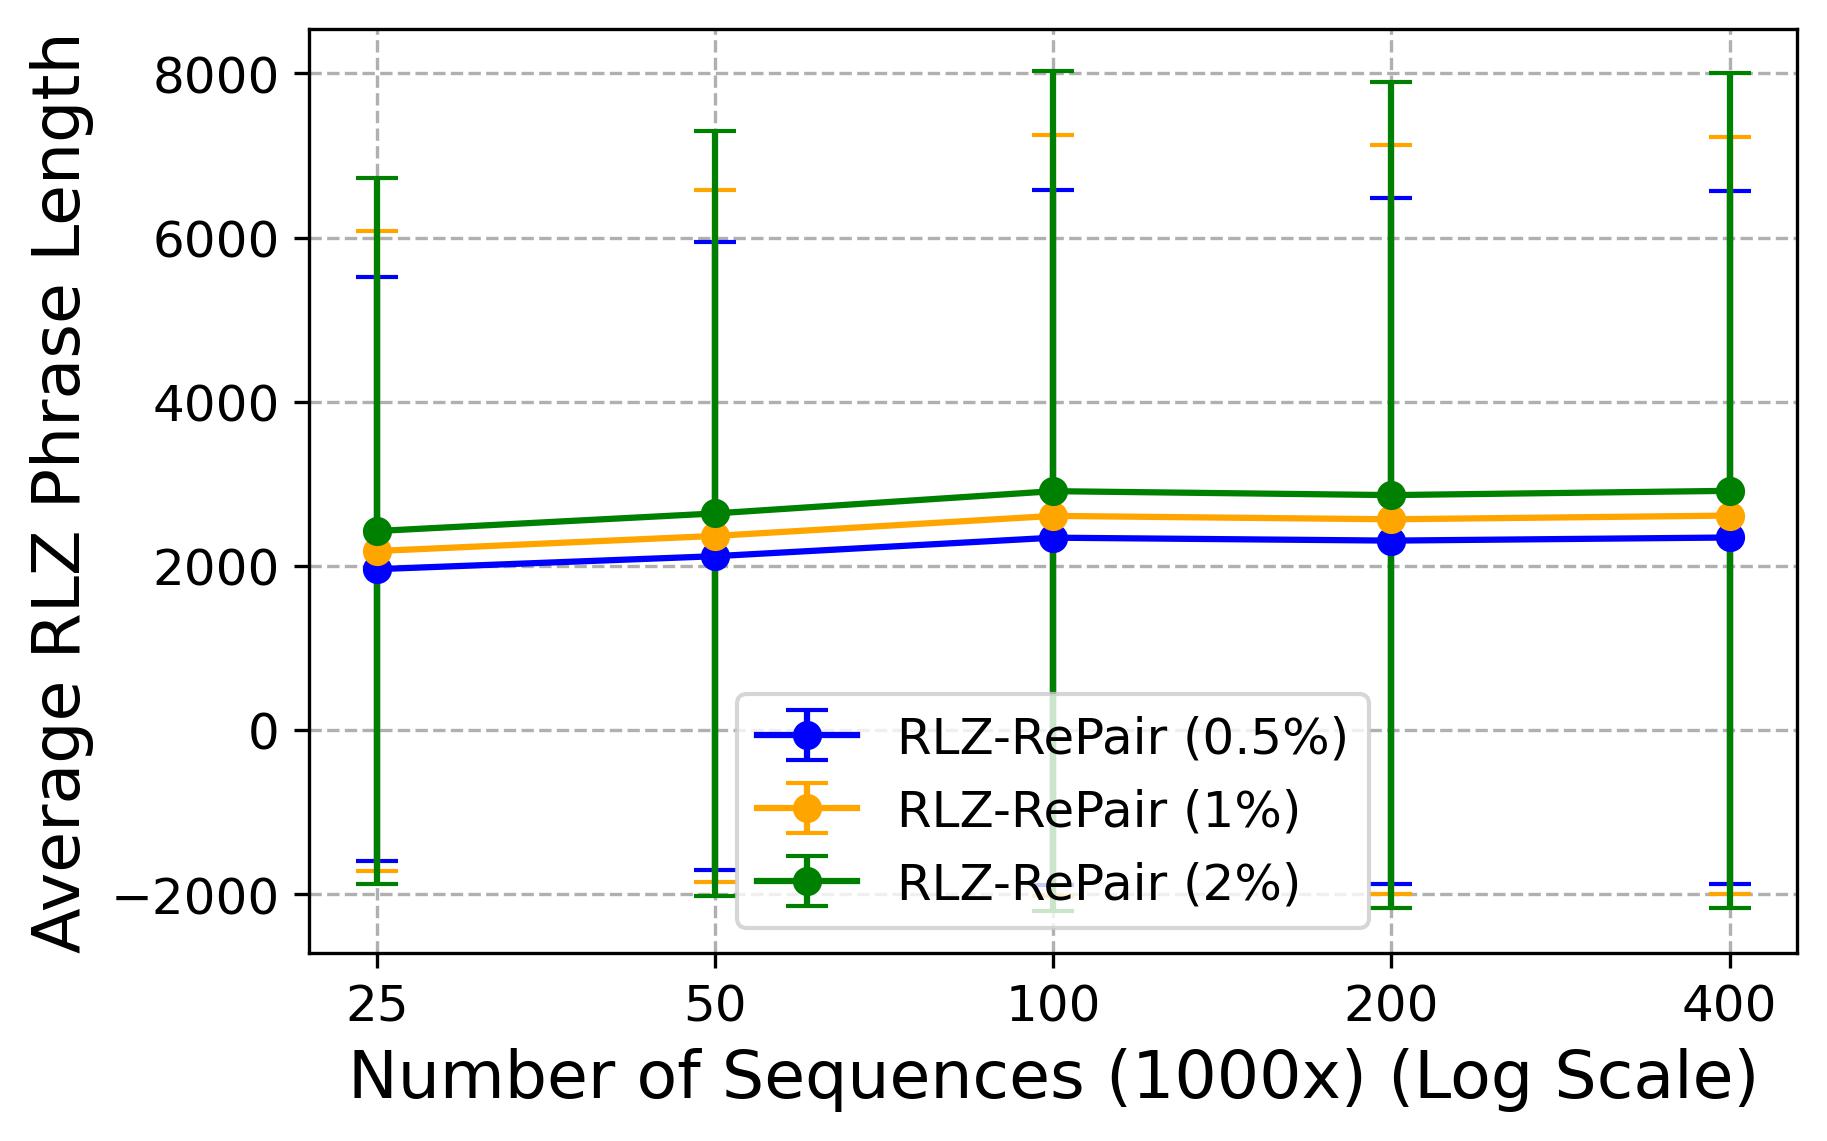 Average RLZ Phrase Length
8000
6000
4000
2000
0
−2000
RLZ-RePair (0.5%)
RLZ-RePair (1%)
RLZ-RePair (2%)
25 50 100 200 400
Number of Sequences (1000x) (Log Scale)